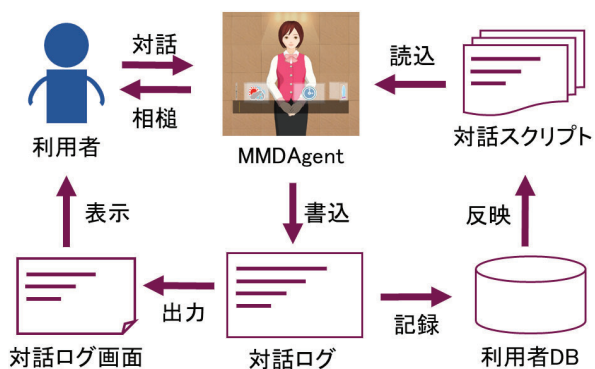 対話
読込
相槌
利用者
MMDAgent
対話スクリプト
表示
書込
反映
出力
記録
対話ログ画面
対話ログ
利用者DB